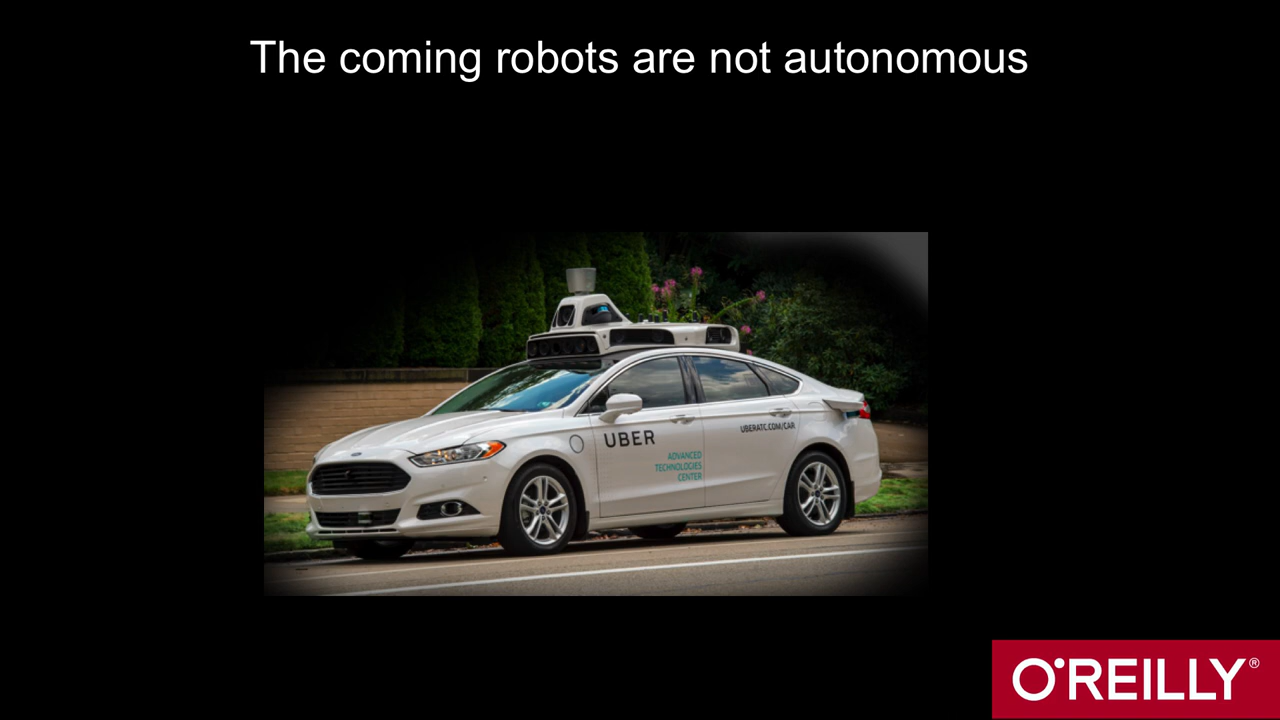 The coming robots are not autonomous
UBER
ADVANCED
TECHNOLOGIES
CENTER
UBERATC.COM/CAR
O'REILLY®